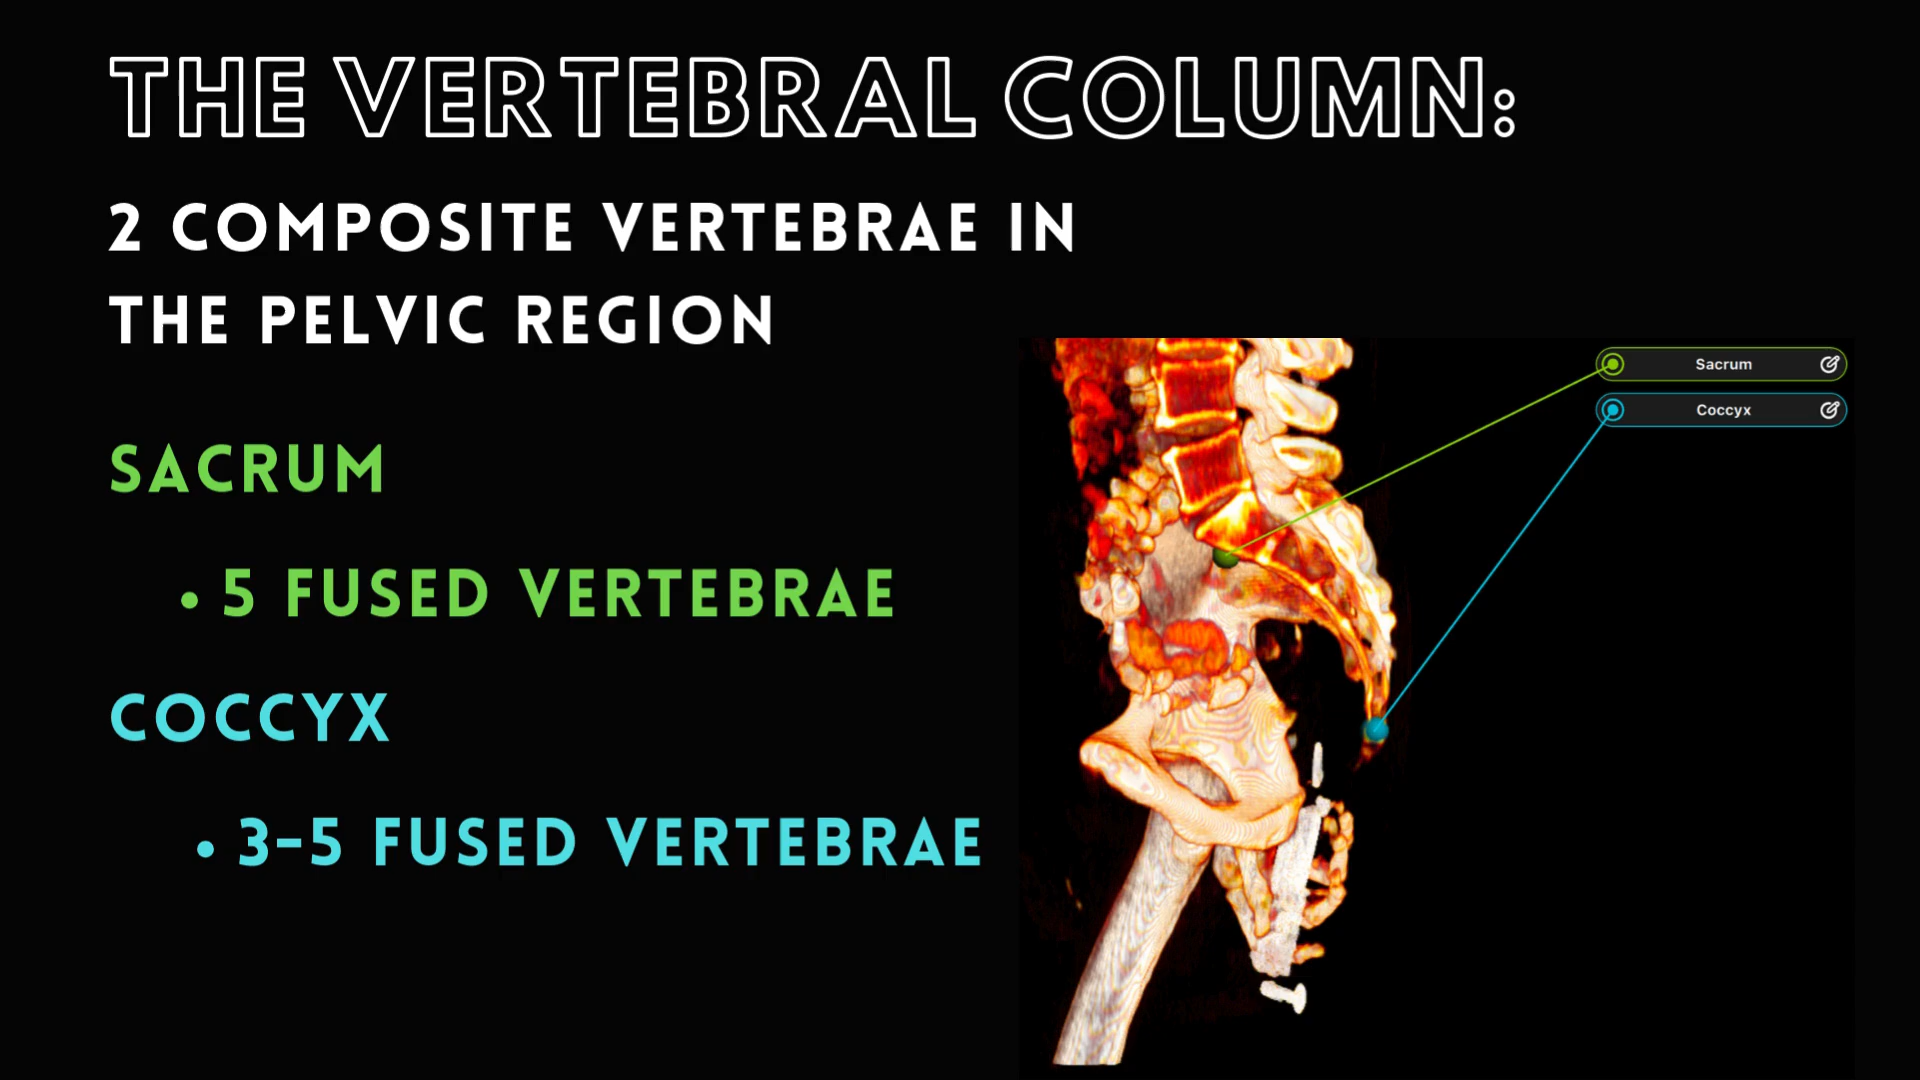 THE VERTEBRAL COLUMN:
2 COMPOSITE VERTEBRAE IN
THE PELVIC REGION
SACRUM
• 5 FUSED VERTEBRAE
COCCYX
• 3-5 FUSED VERTEBRAE
Sacrum
Coccyx